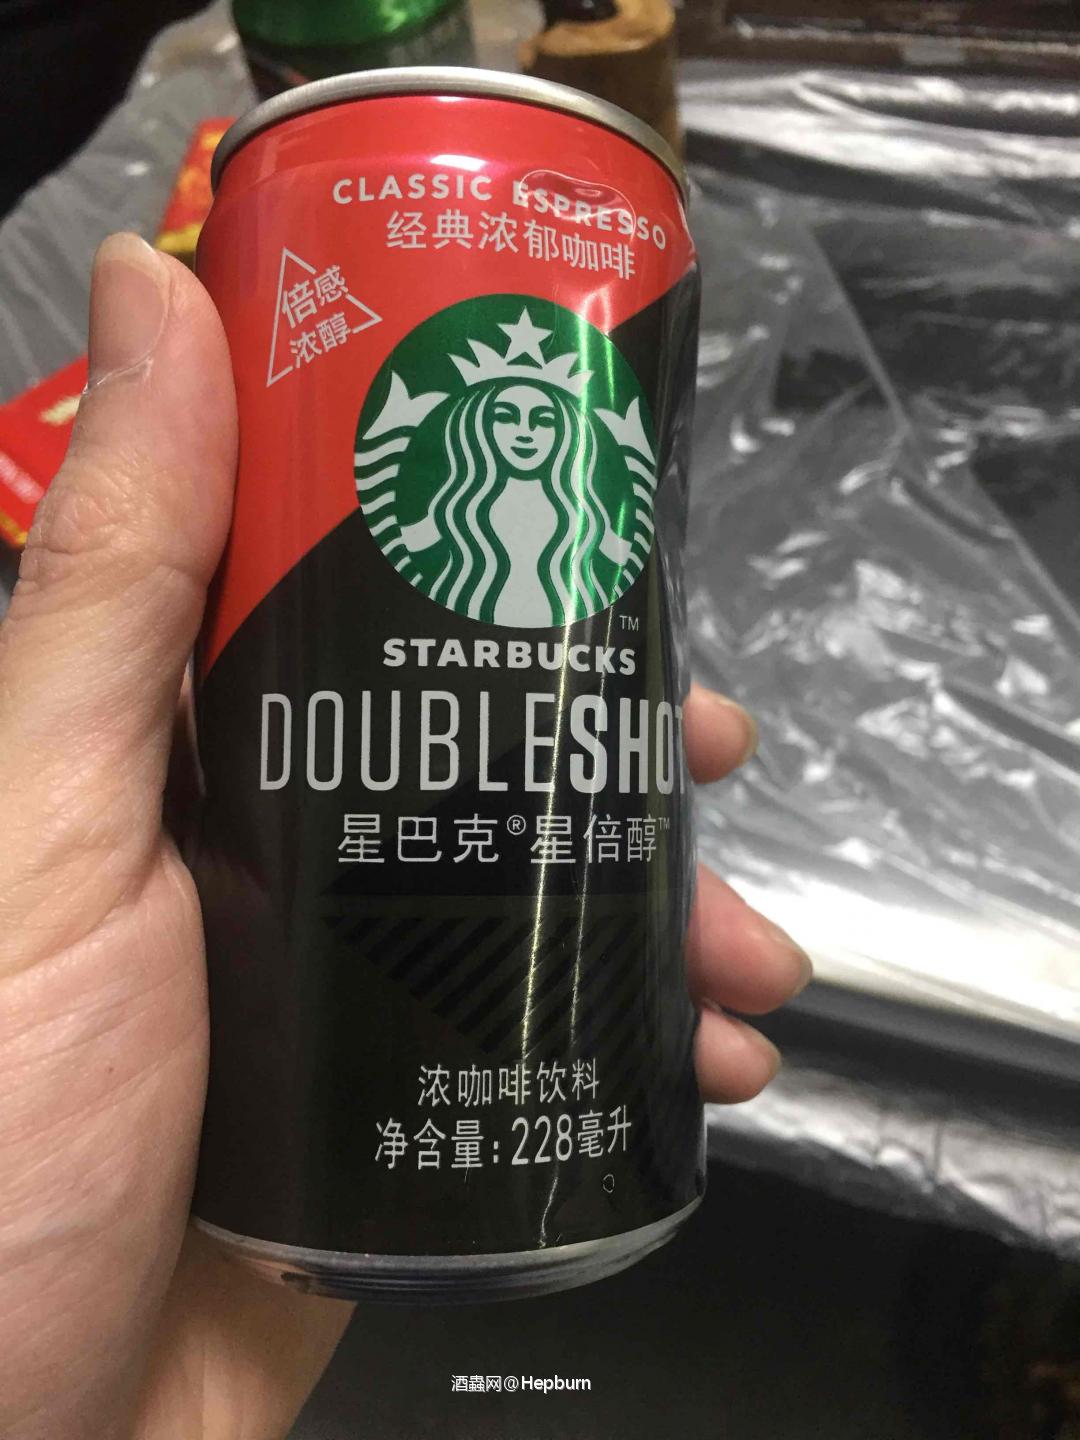 CLASSIC ESPRESSO
经典浓郁咖啡
倍感
浓醇
TM
STARBUCKS
DOUBLESHOT
星巴克®星倍醇™
浓咖啡饮料
净含量:228毫升
酒蟲网@Hepburn